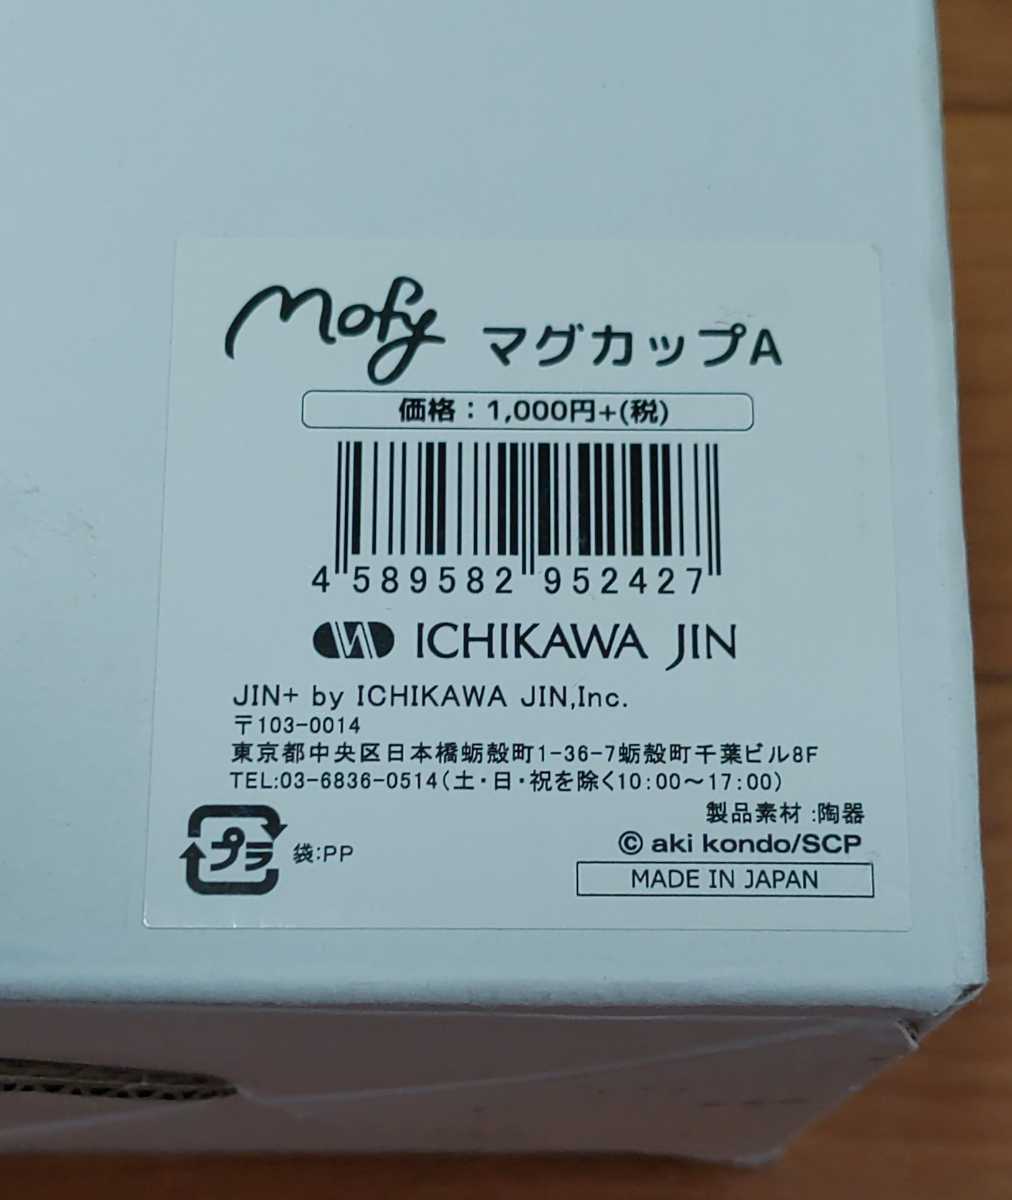 mofy マグカップA
価格：1,000円+(税)
4 589582 952427
ICHIKAWA JIN
JIN+ by ICHIKAWA JIN,Inc.
〒103-0014
東京都中央区日本橋蛎殻町1-36-7蛎殻町千葉ビル8F
TEL:03-6836-0514(土・日・祝を除く10:00～17:00)
製品素材 :陶器
プラ 袋:PP
© aki kondo/SCP
MADE IN JAPAN